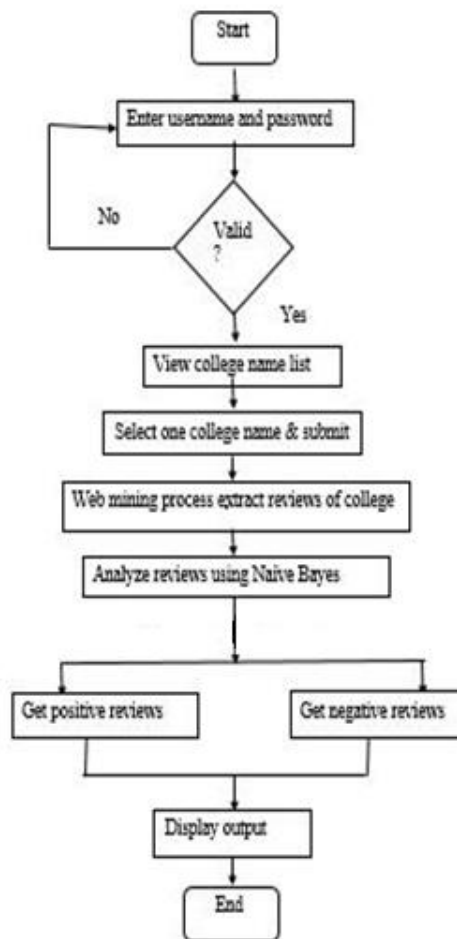 Start
Enter username and password
No
Valid
?
Yes
View college name list
Select one college name & submit
Web mining process extract reviews of college
Analyze reviews using Naive Bayes
Get positive reviews
Get negative reviews
Display output
End